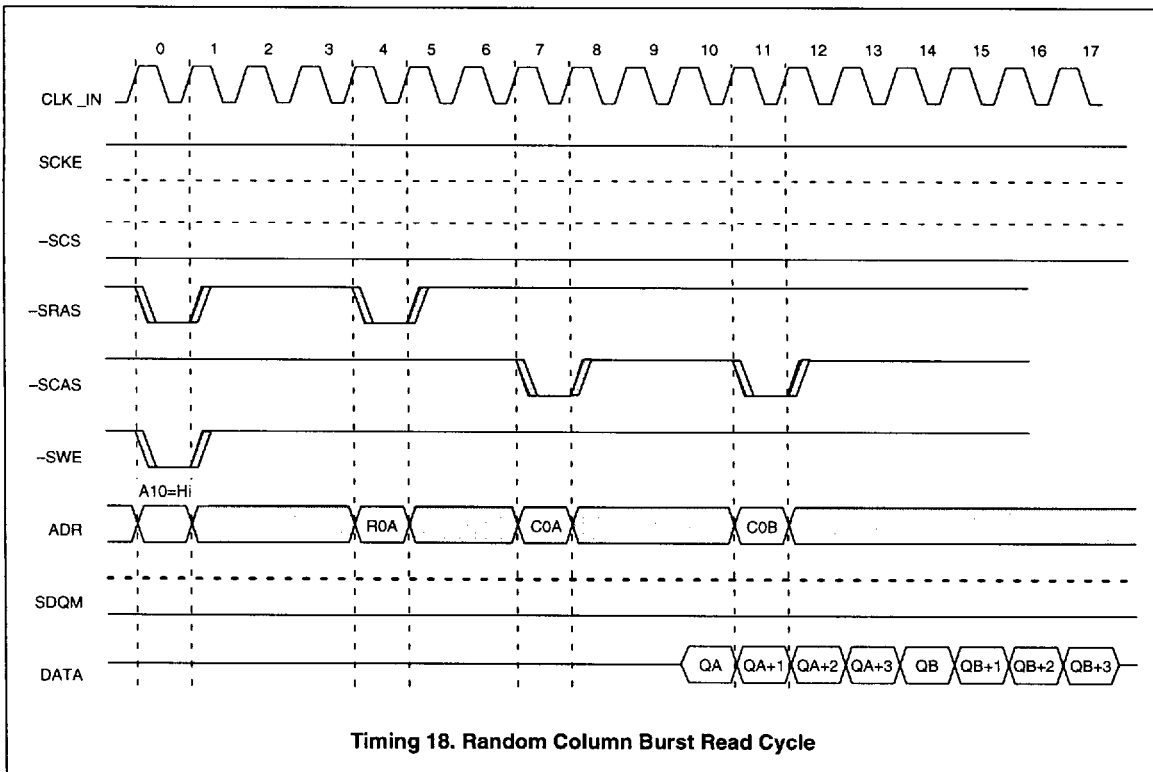 0 1 2 3 4 5 6 7 8 9 10 11 12 13 14 15 16 17
CLK _IN
SCKE
–SCS
–SRAS
–SCAS
–SWE
A10=Hi
ADR R0A C0A C0B
SDQM
DATA QA QA+1 QA+2 QA+3 QB QB+1 QB+2 QB+3
Timing 18. Random Column Burst Read Cycle